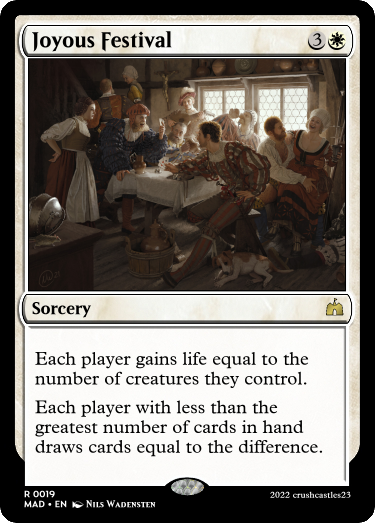 Joyous Festival 3
Sorcery
Each player gains life equal to the
number of creatures they control.
Each player with less than the
greatest number of cards in hand
draws cards equal to the difference.
R 0019
MAD • EN Nils Wadensten
2022 crushcastles23